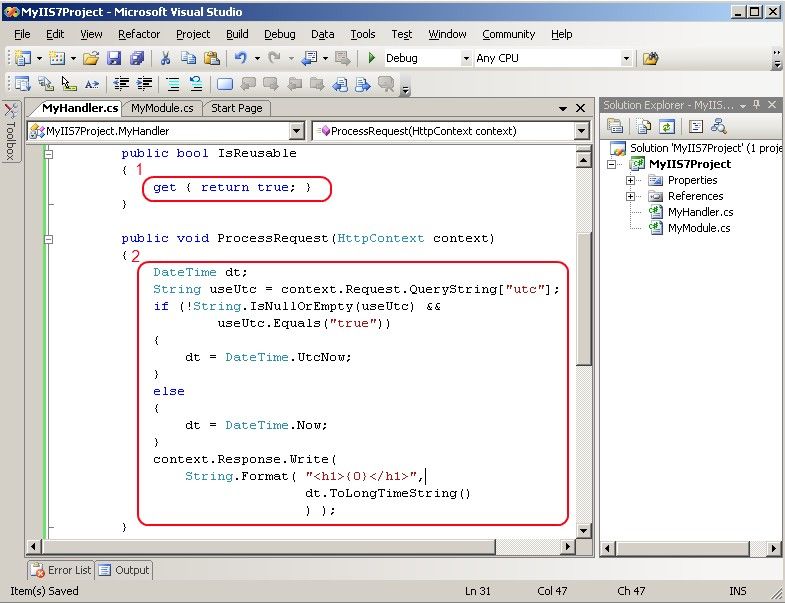 MyIIS7Project - Microsoft Visual Studio
File Edit View Refactor Project Build Debug Data Tools Test Window Community Help
Debug Any CPU
MyHandler.cs MyModule.cs Start Page
MyIIS7Project.MyHandler ProcessRequest(HttpContext context)
Toolbox
public bool IsReusable
{ 1
get { return true; }
}
public void ProcessRequest(HttpContext context)
{ 2
DateTime dt;
String useUtc = context.Request.QueryString["utc"];
if (!String.IsNullOrEmpty(useUtc) &&
useUtc.Equals("true"))
{
dt = DateTime.UtcNow;
}
else
{
dt = DateTime.Now;
}
context.Response.Write(
String.Format( "<h1>{0}</h1>",
dt.ToLongTimeString()
) );
}
Solution Explorer - MyIIS...
Solution 'MyIIS7Project' (1 proje
MyIIS7Project
Properties
References
MyHandler.cs
MyModule.cs
Error List Output
Item(s) Saved Ln 31 Col 47 Ch 47 INS